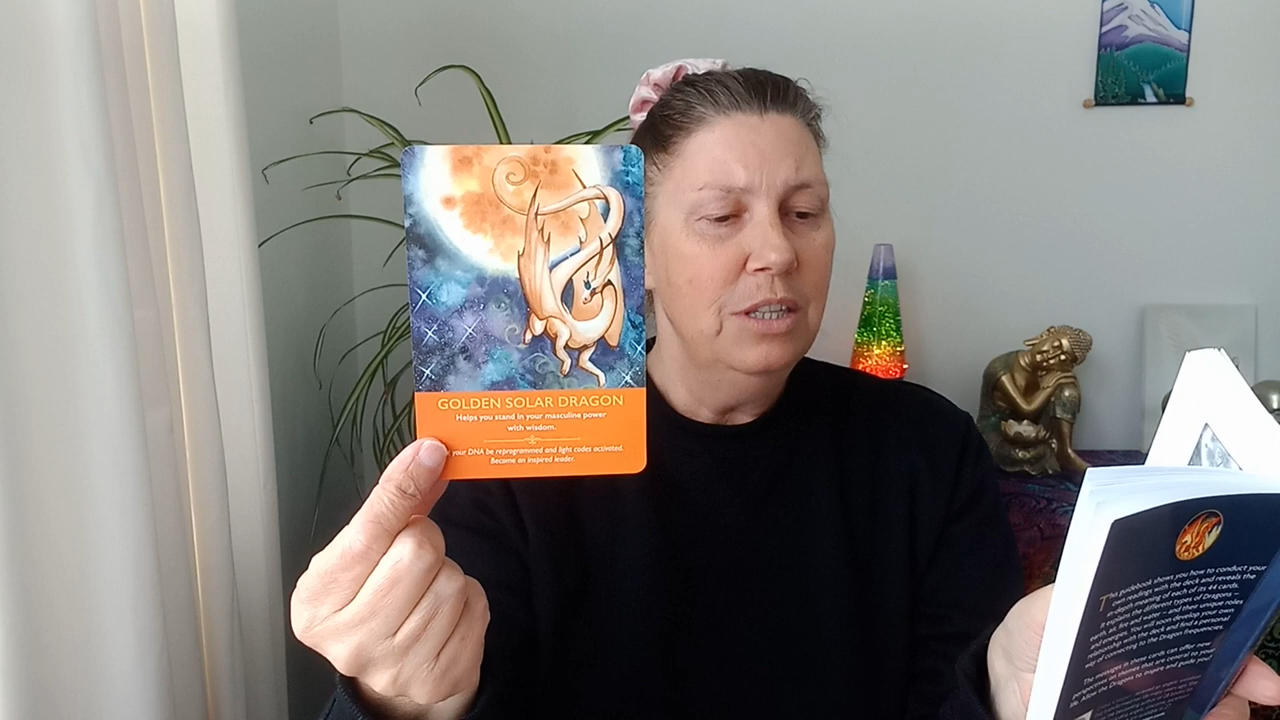 GOLDEN SOLAR DRAGON
Helps you stand in your masculine power
with wisdom.
your DNA be reprogrammed and light codes activated.
Become an inspired leader.
This guidebook shows you how to conduct your
own readings with the deck and reveals the
in-depth meaning of each of its 44 cards.
It explains the different types of Dragons –
earth, air, fire and water – and their unique roles
and energies. You will soon develop your own
relationship with the deck and find a personal
way of connecting to the Dragon frequencies.
The messages in these cards can offer new
perspectives on themes that are central to your
life. Allow the Dragons to inspire and guide you!